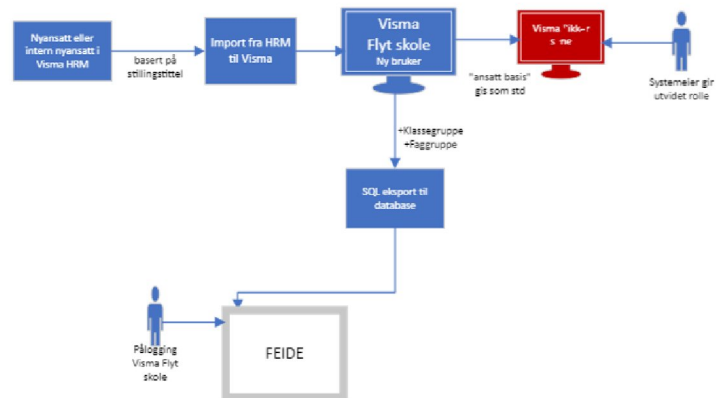 Nyansatt eller
intern nyansatt i
Visma HRM
basert på
stillingstittel
Import fra HRM
til Visma
Visma
Flyt skole
Ny bruker
"ansatt basis"
gis som std
Visma
Systemeier gir
utvidet rolle
+Klassegruppe
+Faggruppe
SQL eksport til
database
Pålogging
Visma Flyt
skole
FEIDE